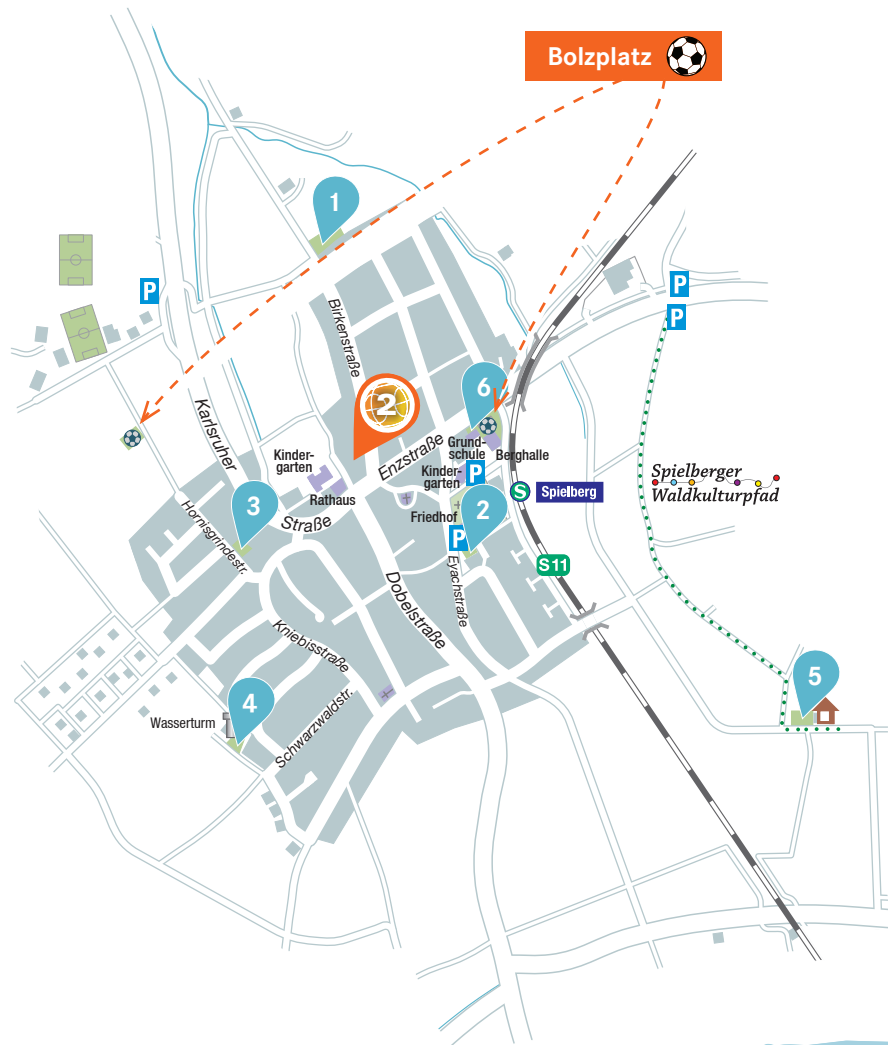 Bolzplatz
1
P
P
P
Birkenstraße
2
6
Karlsruher
Enzstraße
Grund-
schule
Berghalle
Kinder-
garten
Kinder-
garten
P
Rathaus
Spielberger
Waldkulturpfad
S
Spielberg
3
Hornisgrindestr.
Straße
Friedhof
2
P
Eyachstraße
S 11
Dobelstraße
Kniebisstraße
5
4
Wasserturm
Schwarzwaldstr.